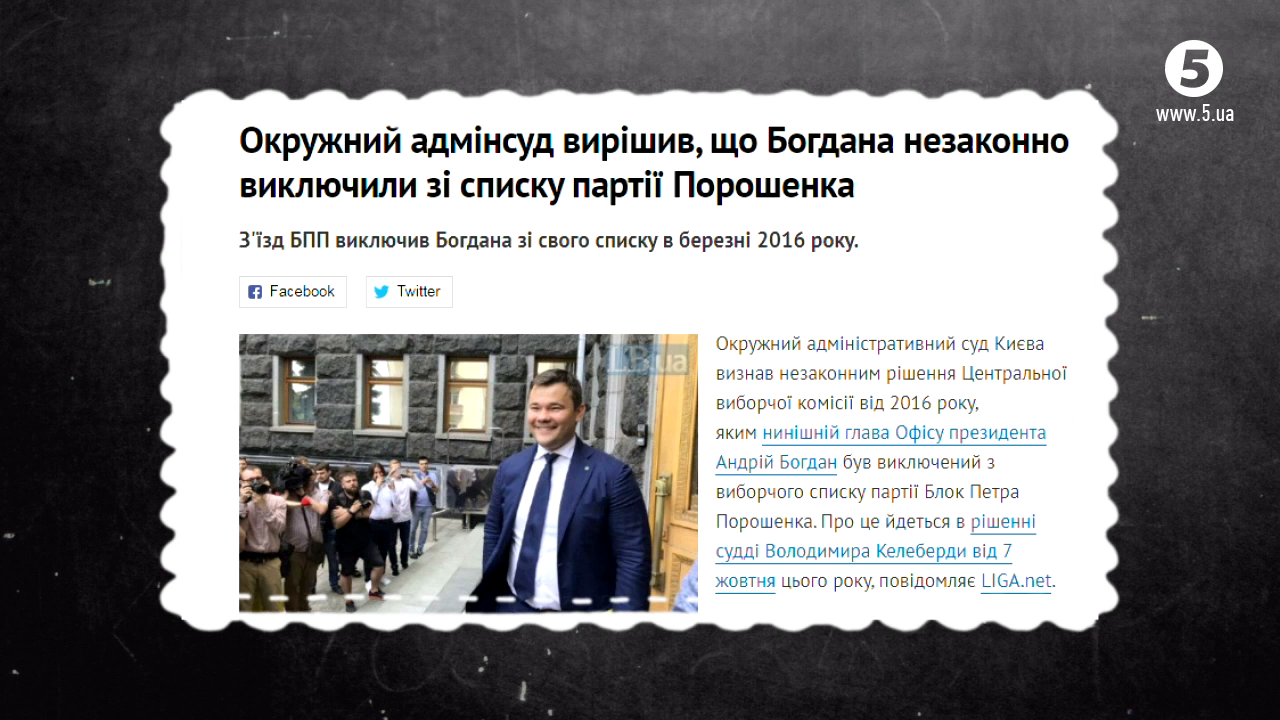 5
www.5.ua
Окружний адмінсуд вирішив, що Богдана незаконно
виключили зі списку партії Порошенка
З'їзд БПП виключив Богдана зі свого списку в березні 2016 року.
Facebook
Twitter
LB.ua
Окружний адміністративний суд Києва
визнав незаконним рішення Центральної
виборчої комісії від 2016 року,
яким нинішній глава Офісу президента
Андрій Богдан був виключений з
виборчого списку партії Блок Петра
Порошенка. Про це йдеться в рішенні
судді Володимира Келеберди від 7
жовтня цього року, повідомляє LIGA.net.